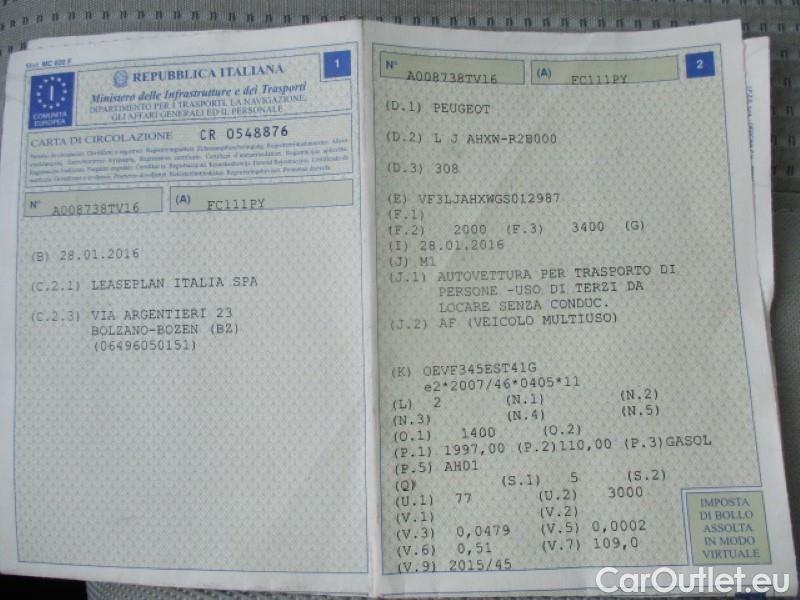 Mod. MC 820 F
REPUBBLICA ITALIANA
1
Ministero delle Infrastrutture e dei Trasporti
DIPARTIMENTO PER I TRASPORTI, LA NAVIGAZIONE,
GLI AFFARI GENERALI ED IL PERSONALE
I
COMUNITÀ
EUROPEA
CARTA DI CIRCOLAZIONE CR 0548876
N° A008738TV16 (A) FC111PY
(B) 28.01.2016
(C.2.1) LEASEPLAN ITALIA SPA
(C.2.3) VIA ARGENTIERI 23
BOLZANO-BOZEN (BZ)
(06496050151)
N° A008738TV16 (A) FC111PY 2
(D.1) PEUGEOT
(D.2) L J AHXW-R2B000
(D.3) 308
(E) VF3LJAHXWGS012987
(F.1)
(F.2) 2000 (F.3) 3400 (G)
(I) 28.01.2016
(J) M1
(J.1) AUTOVETTURA PER TRASPORTO DI
PERSONE -USO DI TERZI DA
LOCARE SENZA CONDUC.
(J.2) AF (VEICOLO MULTIUSO)
(K) OEVF345EST41G
e2*2007/46*0405*11
(L) 2 (N.1) (N.2)
(N.3) (N.4) (N.5)
(O.1) 1400 (O.2)
(P.1) 1997,00 (P.2)110,00 (P.3)GASOL
(P.5) AH01
(Q) (S.1) 5 (S.2)
(U.1) 77 (U.2) 3000
(V.1) (V.2)
(V.3) 0,0479 (V.5) 0,0002
(V.6) 0,51 (V.7) 109,0
(V.9) 2015/45
IMPOSTA
DI BOLLO
ASSOLTA
IN MODO
VIRTUALE
CarOutlet.eu